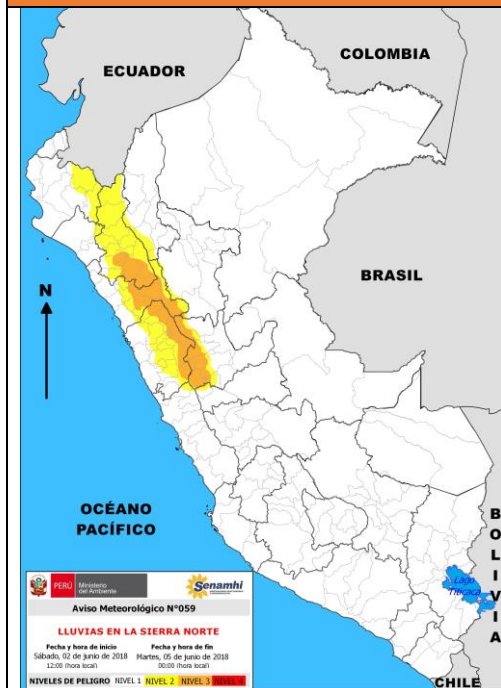 COLOMBIA
ECUADOR
BRASIL
N
OCÉANO
PACÍFICO
BOLIVIA
Lago
Titicaca
CHILE
PERÚ Ministerio
del Ambiente
Senamhi
Aviso Meteorológico N°059
LLUVIAS EN LA SIERRA NORTE
Fecha y hora de inicio Fecha y hora de fin
Sábado, 02 de junio de 2018 Martes, 05 de junio de 2018
12:00 (hora local) 00:00 (hora local)
NIVELES DE PELIGRO NIVEL 1 NIVEL 2 NIVEL 3 NIVEL 4